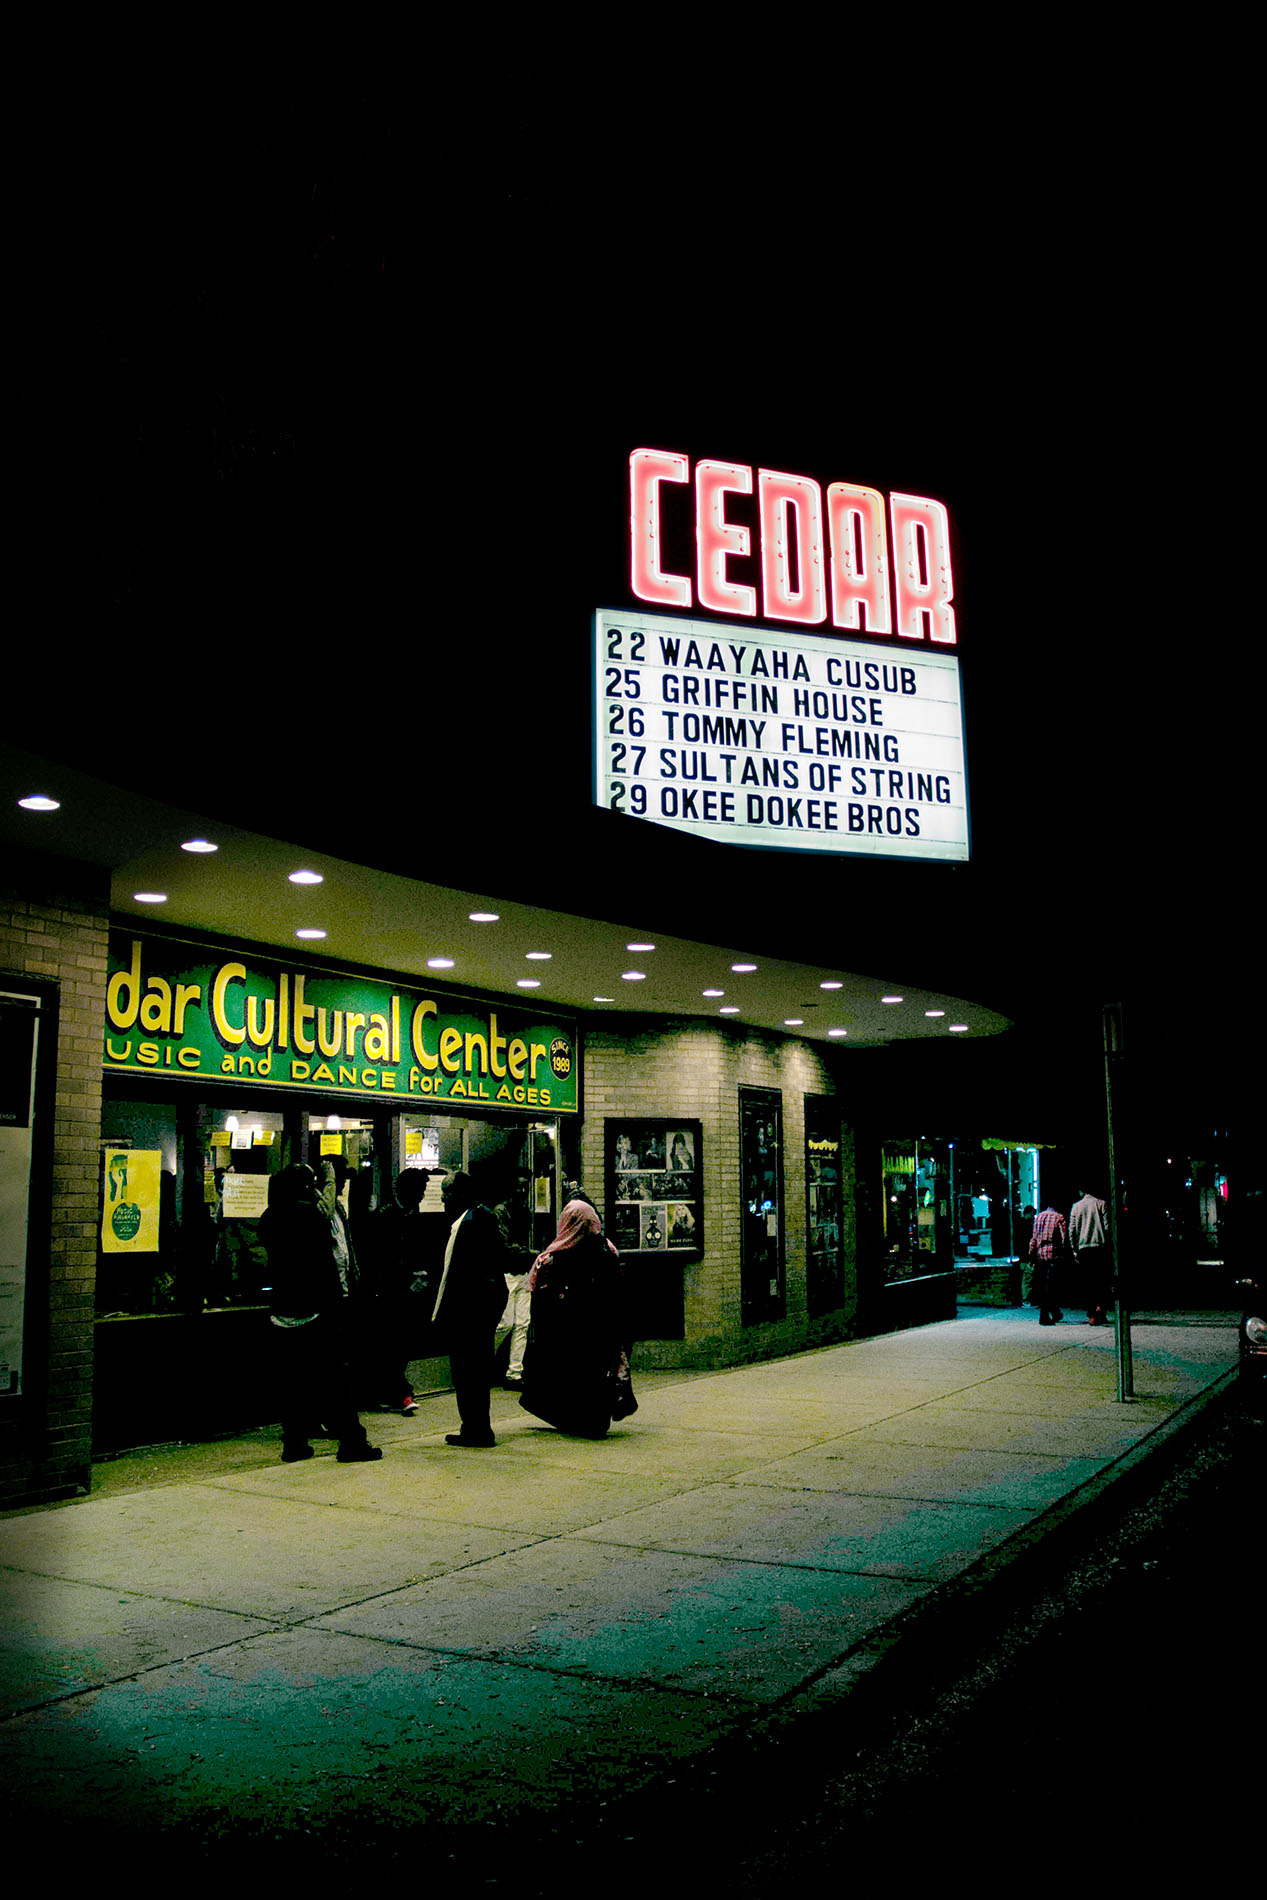 CEDAR
22 WAAYAHA CUSUB
25 GRIFFIN HOUSE
26 TOMMY FLEMING
27 SULTANS OF STRING
29 OKEE DOKEE BROS
dar Cultural Center
USIC and DANCE for ALL AGES
SINCE
1989